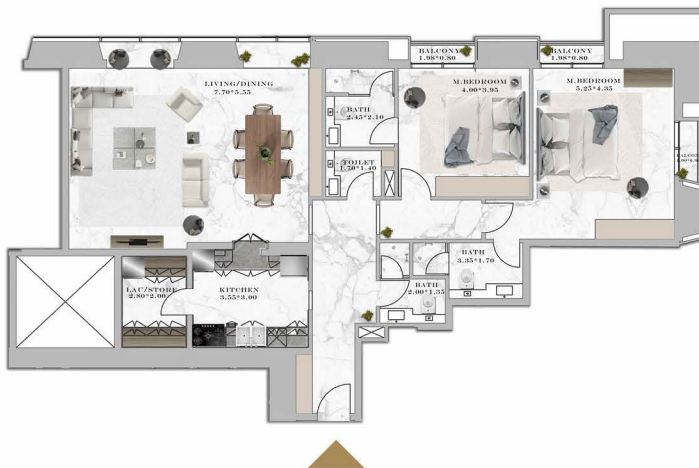 BALCONY
1.98*0.80
BALCONY
1.98*0.80
LIVING/DINING
7.70*5.55
M.BEDROOM
4.00*3.95
M.BEDROOM
5.25*4.35
BATH
2.45*2.10
TOILET
1.70*1.40
BALCONY
BATH
3.35*1.70
BATH
2.00*1.35
LAU/STORE
2.80*2.00
KITCHEN
3.55*3.00